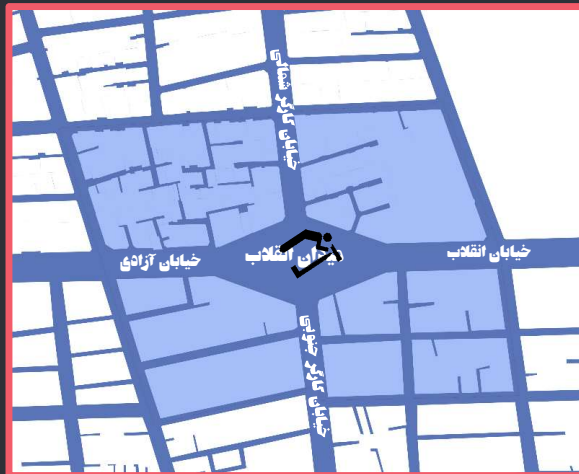 خیابان کارگر شمالی
خیابان انقلاب
میدان انقلاب
خیابان آزادی
خیابان کارگر جنوبی